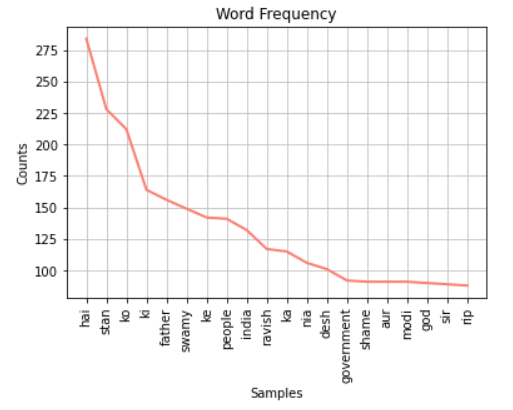 Word Frequency
275
250
225
200
175
150
125
100
Counts
hai
stan
ko
ki
father
swamy
ke
people
india
ravish
ka
nia
desh
government
shame
aur
modi
god
sir
rip
Samples